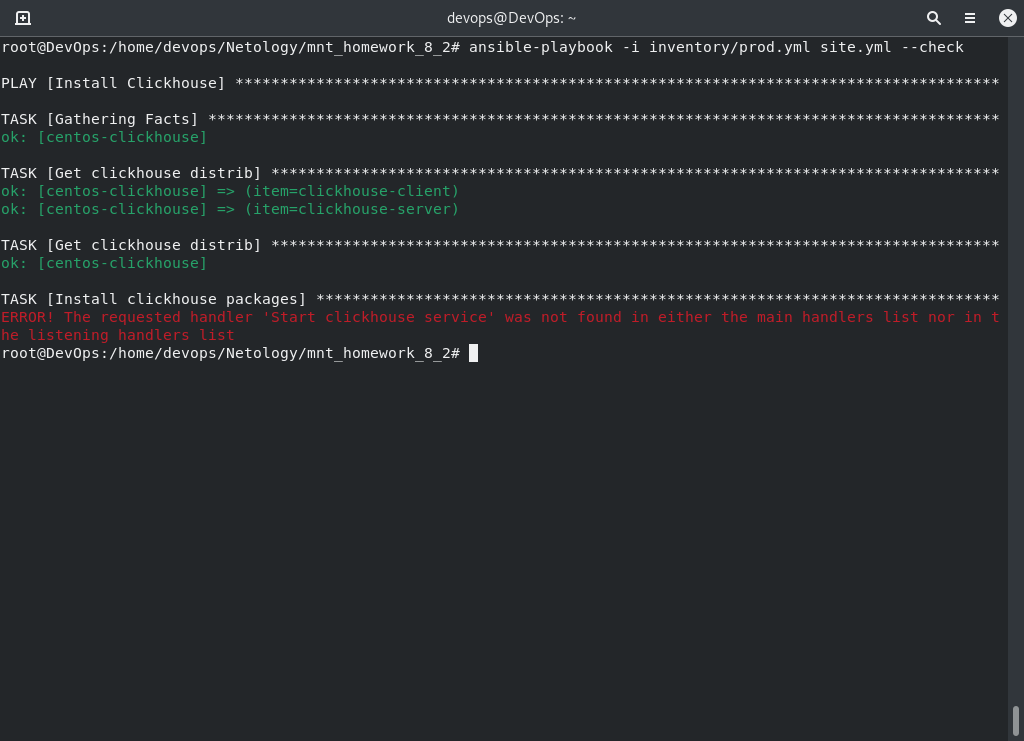 devops@DevOps: ~
root@DevOps:/home/devops/Netology/mnt_homework_8_2# ansible-playbook -i inventory/prod.yml site.yml --check
PLAY [Install Clickhouse] *************************************************************************************
TASK [Gathering Facts] ****************************************************************************************
ok: [centos-clickhouse]
TASK [Get clickhouse distrib] *********************************************************************************
ok: [centos-clickhouse] => (item=clickhouse-client)
ok: [centos-clickhouse] => (item=clickhouse-server)
TASK [Get clickhouse distrib] *********************************************************************************
ok: [centos-clickhouse]
TASK [Install clickhouse packages] ****************************************************************************
ERROR! The requested handler 'Start clickhouse service' was not found in either the main handlers list nor in t
he listening handlers list
root@DevOps:/home/devops/Netology/mnt_homework_8_2#